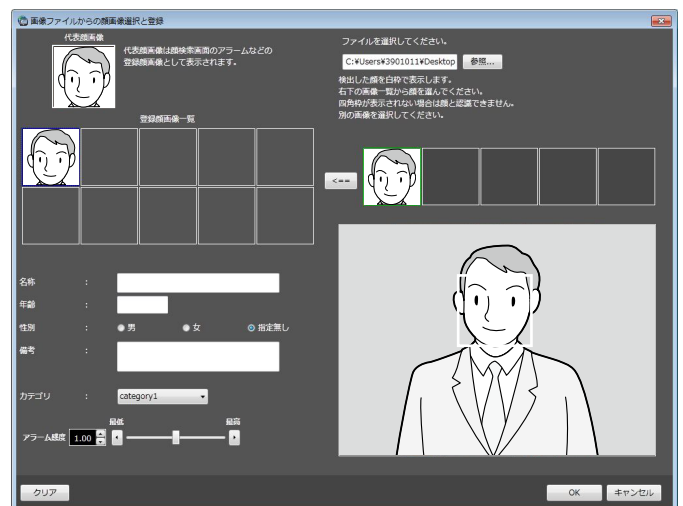 画像ファイルからの顔画像選択と登録
代表顔画像
代表顔画像は顔検索画面のアラームなどの
登録顔画像として表示されます。
登録顔画像一覧
ファイルを選択してください。
C:¥Users¥3901011¥Desktop
参照...
検出した顔を白枠で表示します。
右下の画像一覧から顔を選んでください。
四角枠が表示されない場合は顔と認識できません。
別の画像を選択してください。
<==
名称 :
年齢 :
性別 : 男 女 指定無し
備考 :
カテゴリ : category1
最低 最高
アラーム感度 1.00
クリア
OK キャンセル